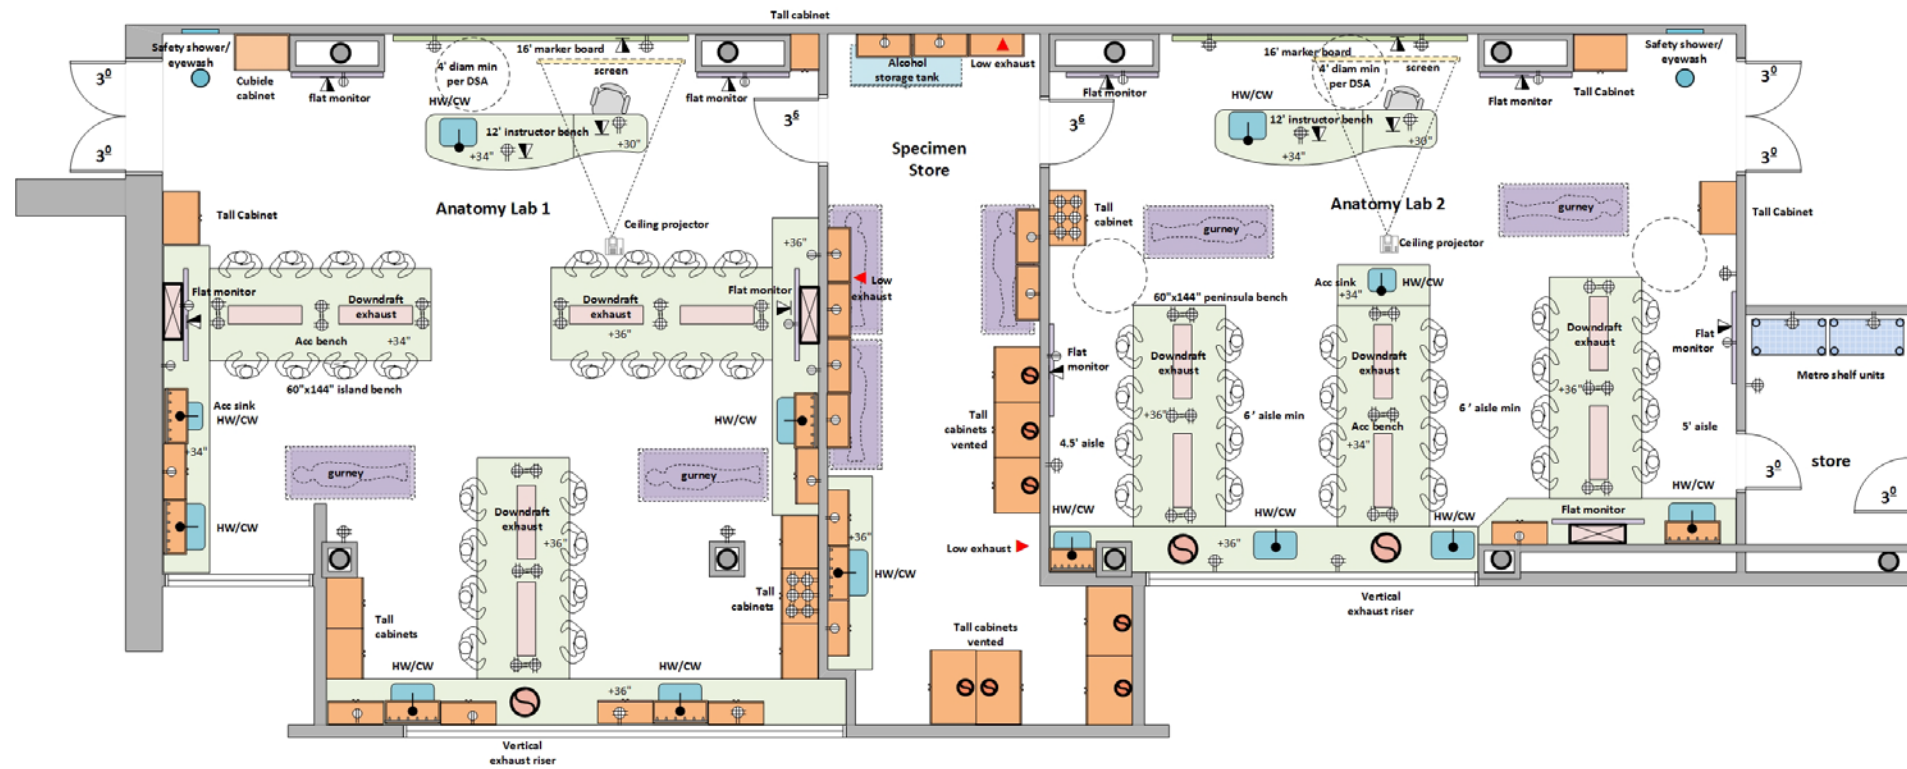 Tall cabinet
Safety shower/
eyewash
3⁰
3⁰
Cubicle
cabinet
flat monitor
4' diam min
per DSA
16' marker board
screen
flat monitor
HW/CW
12' instructor bench
+34"
+30"
3⁶
Anatomy Lab 1
Ceiling projector
Tall Cabinet
Flat monitor
Downdraft
exhaust
Acc bench
+34"
60"x144" island bench
Acc sink
HW/CW
+34"
HW/CW
gurney
Downdraft
exhaust
+36"
Flat monitor
+36"
HW/CW
gurney
Downdraft
exhaust
+36"
Tall
cabinets
Tall
cabinets
HW/CW
HW/CW
+36"
Vertical
exhaust riser
Alcohol
storage tank
Low exhaust
Specimen
Store
Low
exhaust
Tall
cabinets
vented
+36"
HW/CW
Low exhaust
Tall cabinets
vented
3⁶
Flat monitor
16' marker board
4' diam min
per DSA
screen
Flat monitor
Tall Cabinet
Safety shower/
eyewash
3⁰
3⁰
HW/CW
12' instructor bench
+34"
+30"
Anatomy Lab 2
Ceiling projector
Tall
cabinet
gurney
gurney
Tall Cabinet
60"x144" peninsula bench
Acc sink
+34"
HW/CW
Flat
monitor
Downdraft
exhaust
+36"
4.5' aisle
6 ' aisle min
Downdraft
exhaust
Acc bench
+34"
6 ' aisle min
Downdraft
exhaust
+36"
Flat
monitor
5' aisle
Metro shelf units
store
3⁰
3⁰
HW/CW
HW/CW
HW/CW
Flat monitor
HW/CW
+36"
Vertical
exhaust riser